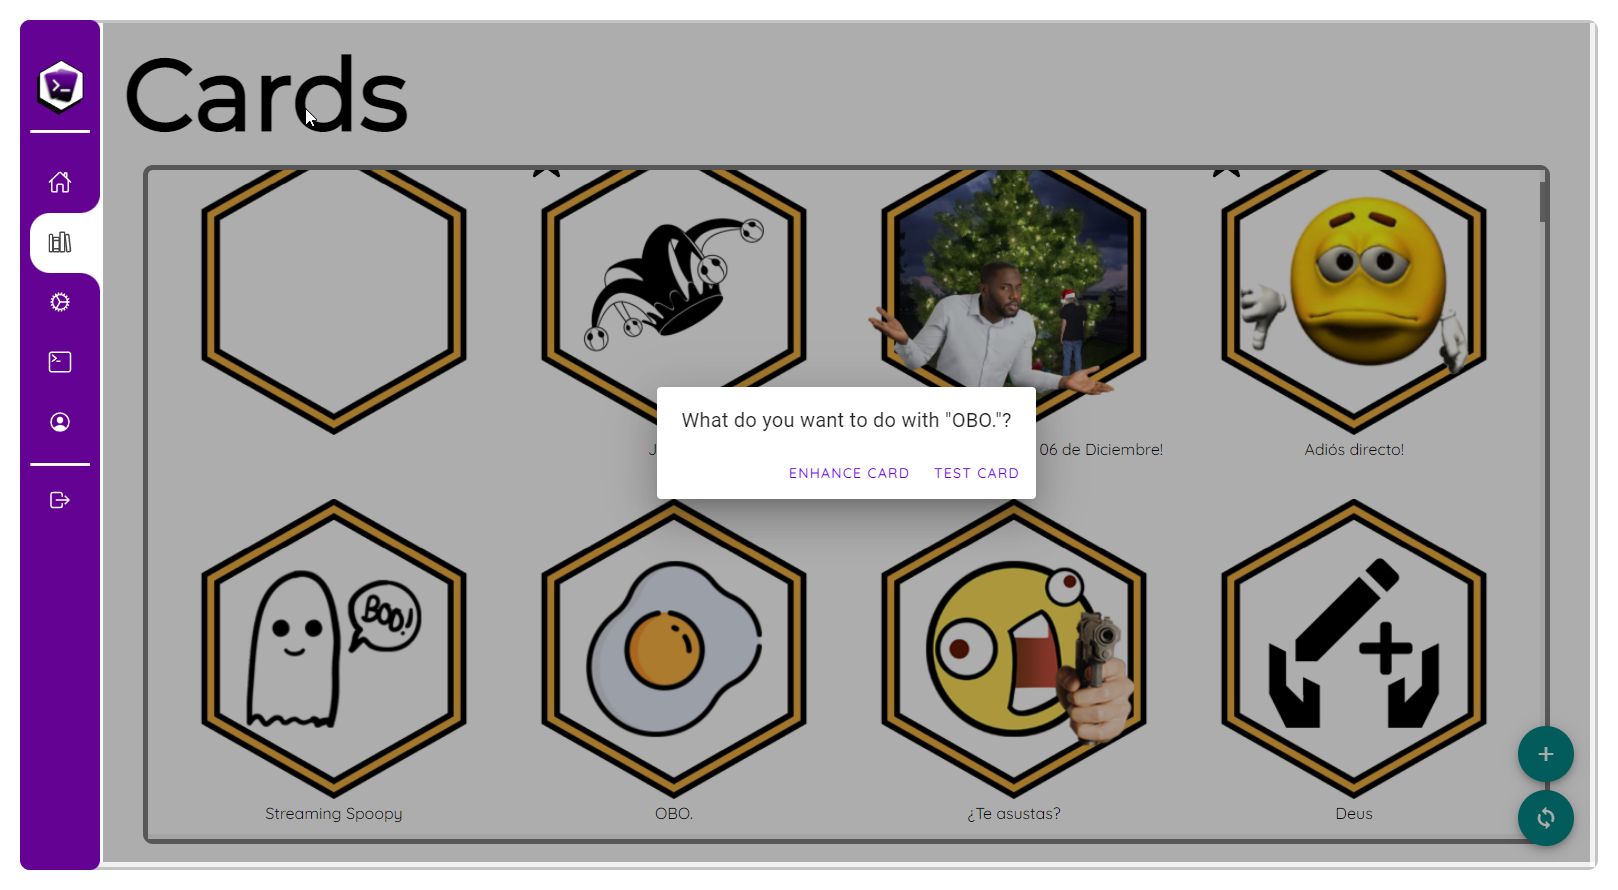 Cards
J
06 de Diciembre!
Adiós directo!
What do you want to do with "OBO."?
ENHANCE CARD
TEST CARD
BOO!
Streaming Spoopy
OBO.
¿Te asustas?
Deus